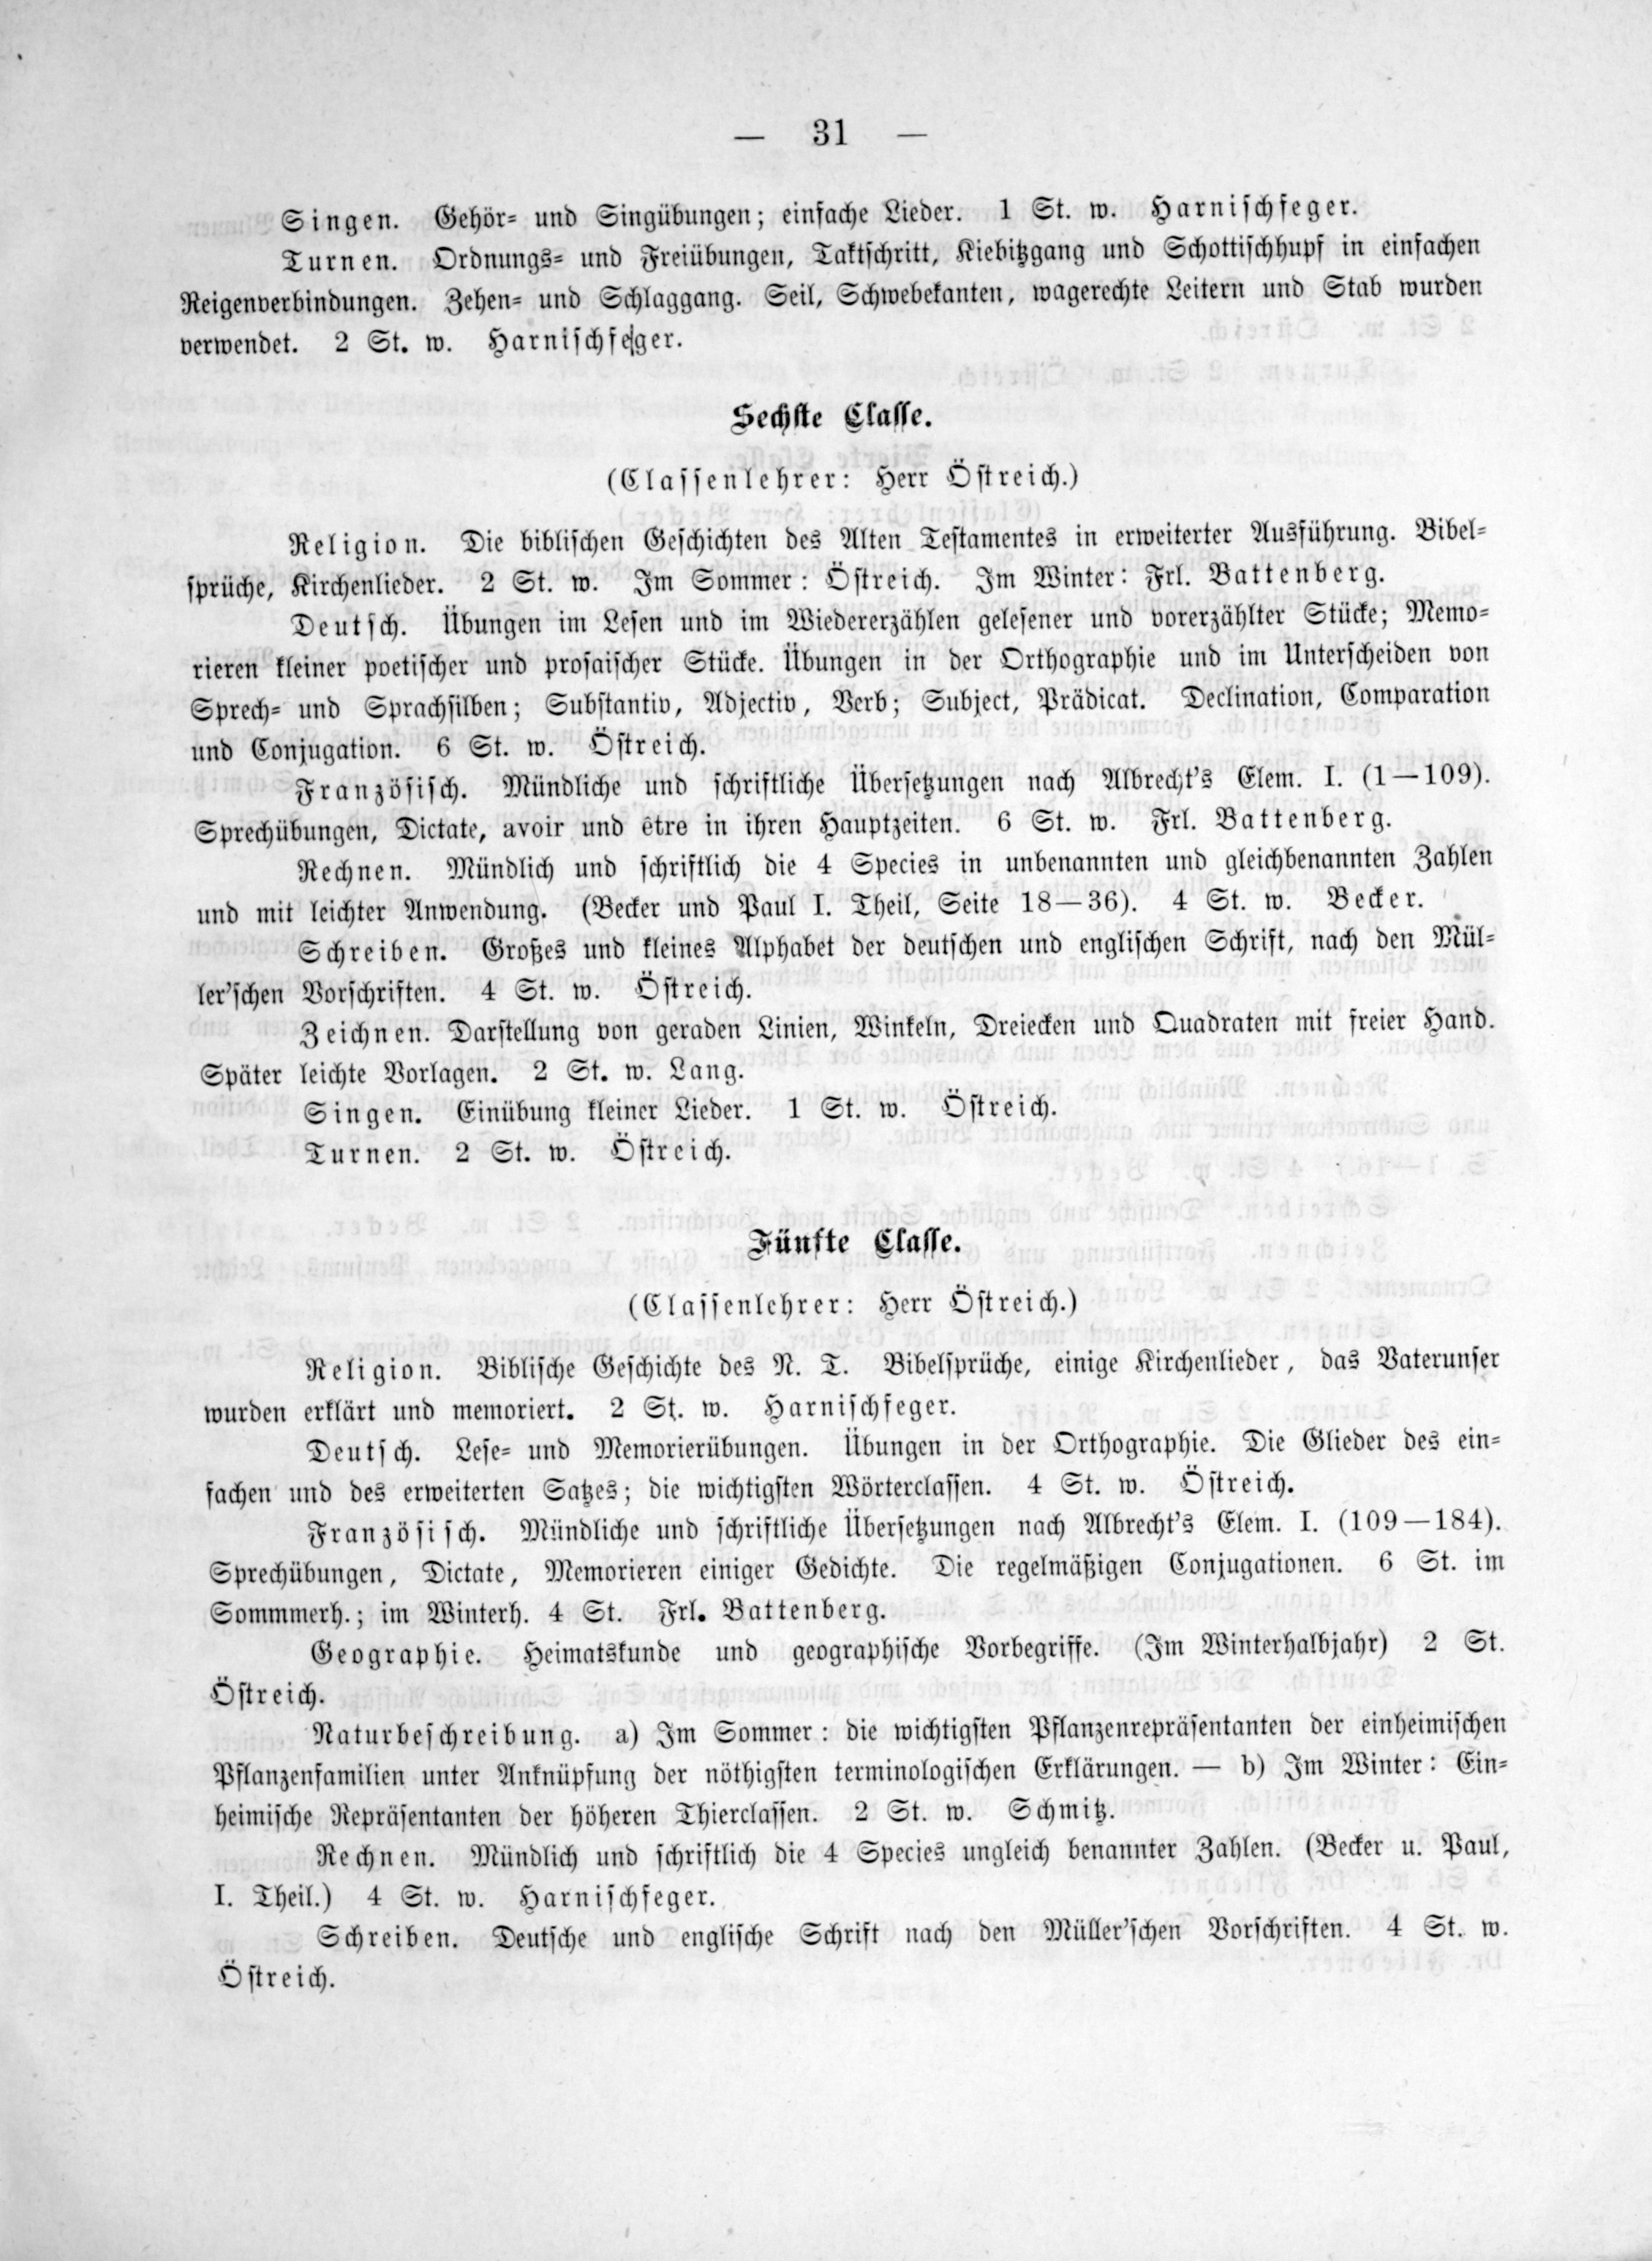 — 31 —
Singen. Gehör- und Singübungen; einfache Lieder. 1 St. w. Harnischfeger.
Turnen. Ordnungs- und Freiübungen, Taktschritt, Kiebitzgang und Schottischhupf in einfachen
Reigenverbindungen. Zehen- und Schlaggang. Seil, Schwebekanten, wagerechte Leitern und Stab wurden
verwendet. 2 St. w. Harnischfeger.
Sechste Classe.
(Classenlehrer: Herr Östreich.)
Religion. Die biblischen Geschichten des Alten Testamentes in erweiterter Ausführung. Bibel-
sprüche, Kirchenlieder. 2 St. w. Im Sommer: Östreich. Im Winter: Frl. Battenberg.
Deutsch. Übungen im Lesen und im Wiedererzählen gelesener und vorerzählter Stücke; Memo-
rieren kleiner poetischer und prosaischer Stücke. Übungen in der Orthographie und im Unterscheiden von
Sprech- und Sprachsilben; Substantiv, Adjectiv, Verb; Subject, Prädicat. Declination, Comparation
und Conjugation. 6 St. w. Östreich.
Französisch. Mündliche und schriftliche Übersetzungen nach Albrecht's Elem. I. (1—109).
Sprechübungen, Dictate, avoir und être in ihren Hauptzeiten. 6 St. w. Frl. Battenberg.
Rechnen. Mündlich und schriftlich die 4 Species in unbenannten und gleichbenannten Zahlen
und mit leichter Anwendung. (Becker und Paul I. Theil, Seite 18—36). 4 St. w. Becker.
Schreiben. Großes und kleines Alphabet der deutschen und englischen Schrift, nach den Mül-
ler'schen Vorschriften. 4 St. w. Östreich.
Zeichnen. Darstellung von geraden Linien, Winkeln, Dreiecken und Quadraten mit freier Hand.
Später leichte Vorlagen. 2 St. w. Lang.
Singen. Einübung kleiner Lieder. 1 St. w. Östreich.
Turnen. 2 St. w. Östreich.
Fünfte Classe.
(Classenlehrer: Herr Östreich.)
Religion. Biblische Geschichte des N. T. Bibelsprüche, einige Kirchenlieder, das Vaterunser
wurden erklärt und memoriert. 2 St. w. Harnischfeger.
Deutsch. Lese- und Memorierübungen. Übungen in der Orthographie. Die Glieder des ein-
fachen und des erweiterten Satzes; die wichtigsten Wörterclassen. 4 St. w. Östreich.
Französisch. Mündliche und schriftliche Übersetzungen nach Albrecht's Elem. I. (109—184).
Sprechübungen, Dictate, Memorieren einiger Gedichte. Die regelmäßigen Conjugationen. 6 St. im
Sommmerh.; im Winterh. 4 St. Frl. Battenberg.
Geographie. Heimatskunde und geographische Vorbegriffe. (Im Winterhalbjahr) 2 St.
Östreich.
Naturbeschreibung. a) Im Sommer: die wichtigsten Pflanzenrepräsentanten der einheimischen
Pflanzenfamilien unter Anknüpfung der nöthigsten terminologischen Erklärungen. — b) Im Winter: Ein-
heimische Repräsentanten der höheren Thierclassen. 2 St. w. Schmitz.
Rechnen. Mündlich und schriftlich die 4 Species ungleich benannter Zahlen. (Becker u. Paul,
I. Theil.) 4 St. w. Harnischfeger.
Schreiben. Deutsche und englische Schrift nach den Müller'schen Vorschriften. 4 St. w.
Östreich.